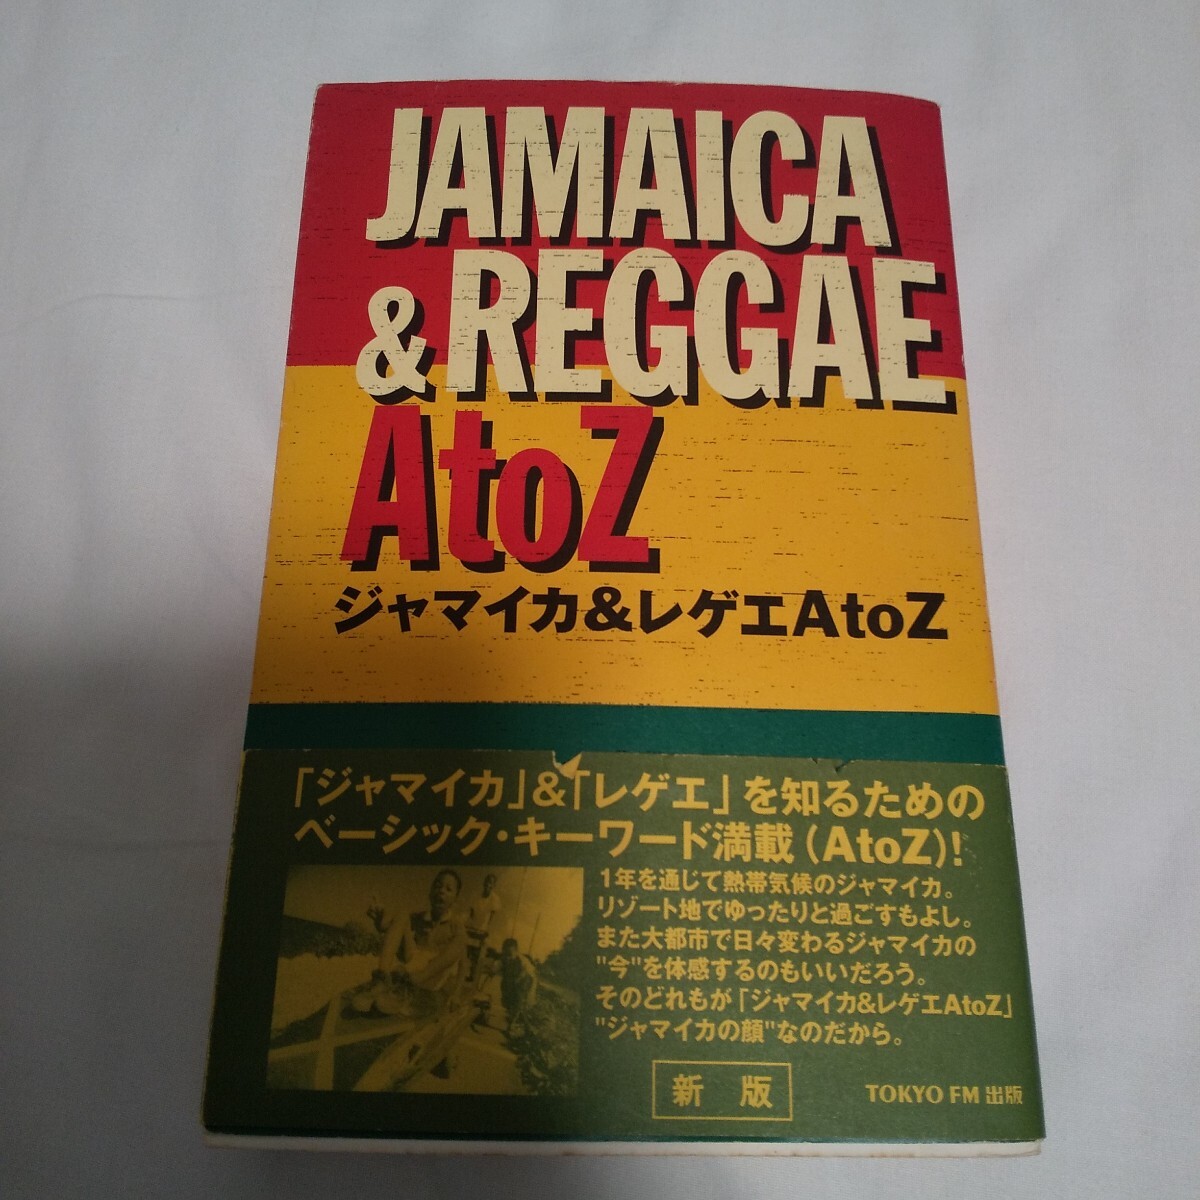 JAMAICA
& REGGAE
AtoZ
ジャマイカ&レゲエAtoZ
「ジャマイカ」&「レゲエ」を知るための
ベーシック・キーワード満載(AtoZ)!
1年を通じて熱帯気候のジャマイカ。
リゾート地でゆったりと過ごすもよし。
また大都市で日々変わるジャマイカの
"今"を体感するのもいいだろう。
そのどれもが「ジャマイカ&レゲエAtoZ」
"ジャマイカの顔"なのだから。
新版
TOKYO FM 出版